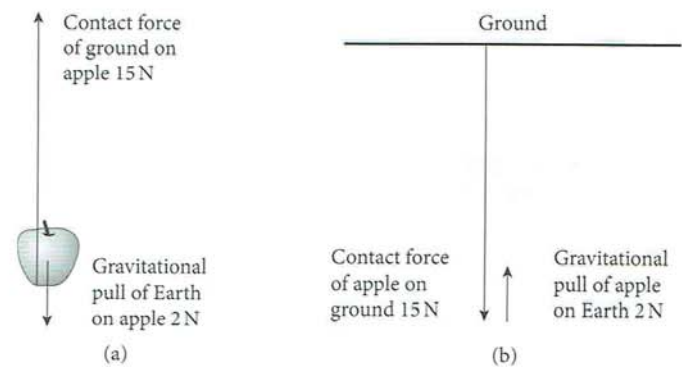 Contact force
of ground on
apple 15 N
Gravitational
pull of Earth
on apple 2 N
(a)
Ground
Contact force
of apple on
ground 15 N
Gravitational
pull of apple
on Earth 2 N
(b)